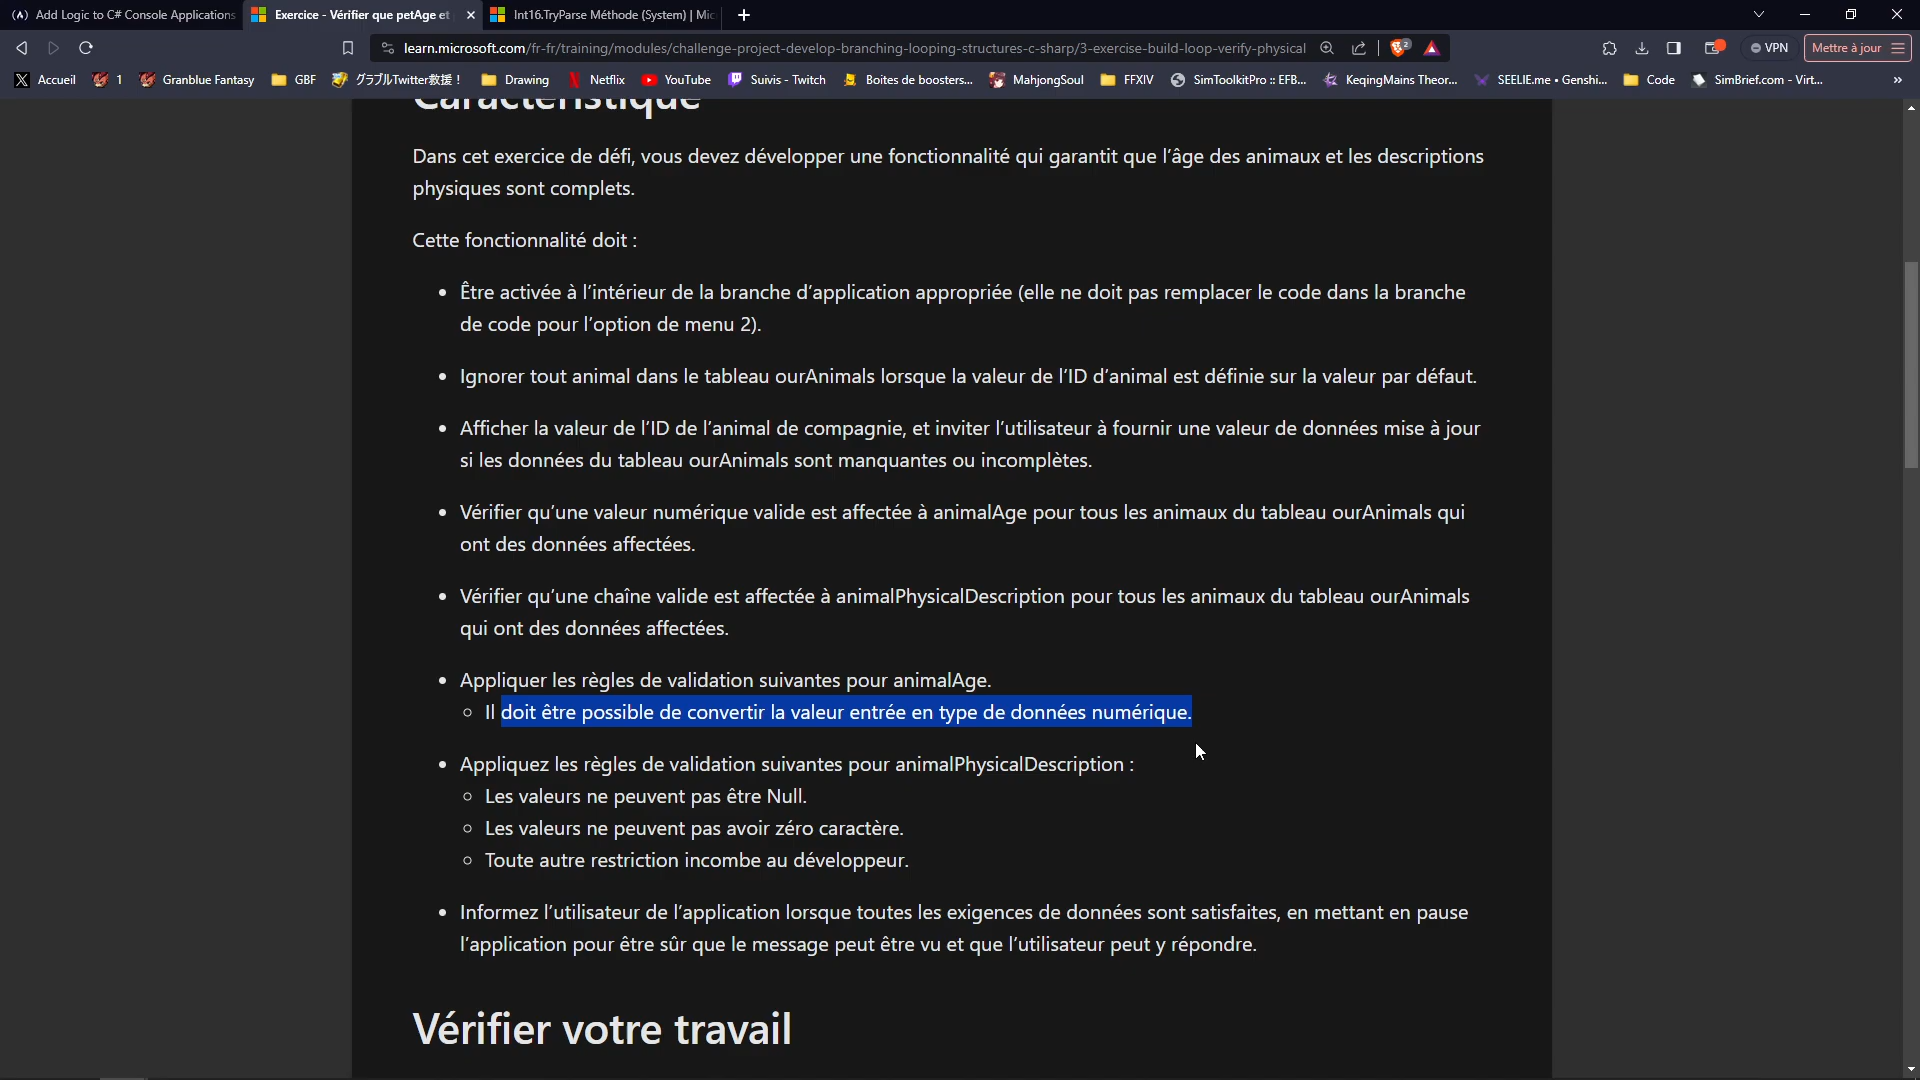 Add Logic to C# Console Applications
Exercice - Vérifier que petAge et
Int16.TryParse Méthode (System) | Mic
learn.microsoft.com/fr-fr/training/modules/challenge-project-develop-branching-looping-structures-c-sharp/3-exercise-build-loop-verify-physical
2
VPN
Mettre à jour
Accueil
1
Granblue Fantasy
GBF
グラブルTwitter救援！
Drawing
Netflix
YouTube
Suivis - Twitch
Boites de boosters...
MahjongSoul
FFXIV
SimToolkitPro :: EFB...
KeqingMains Theor...
SEELIE.me • Genshi...
Code
SimBrief.com - Virt...
»
Caractéristique
Dans cet exercice de défi, vous devez développer une fonctionnalité qui garantit que l’âge des animaux et les descriptions
physiques sont complets.
Cette fonctionnalité doit :
• Être activée à l’intérieur de la branche d’application appropriée (elle ne doit pas remplacer le code dans la branche
de code pour l’option de menu 2).
• Ignorer tout animal dans le tableau ourAnimals lorsque la valeur de l’ID d’animal est définie sur la valeur par défaut.
• Afficher la valeur de l’ID de l’animal de compagnie, et inviter l’utilisateur à fournir une valeur de données mise à jour
si les données du tableau ourAnimals sont manquantes ou incomplètes.
• Vérifier qu’une valeur numérique valide est affectée à animalAge pour tous les animaux du tableau ourAnimals qui
ont des données affectées.
• Vérifier qu’une chaîne valide est affectée à animalPhysicalDescription pour tous les animaux du tableau ourAnimals
qui ont des données affectées.
• Appliquer les règles de validation suivantes pour animalAge.
○ Il doit être possible de convertir la valeur entrée en type de données numérique.
• Appliquez les règles de validation suivantes pour animalPhysicalDescription :
○ Les valeurs ne peuvent pas être Null.
○ Les valeurs ne peuvent pas avoir zéro caractère.
○ Toute autre restriction incombe au développeur.
• Informez l’utilisateur de l’application lorsque toutes les exigences de données sont satisfaites, en mettant en pause
l’application pour être sûr que le message peut être vu et que l’utilisateur peut y répondre.
Vérifier votre travail